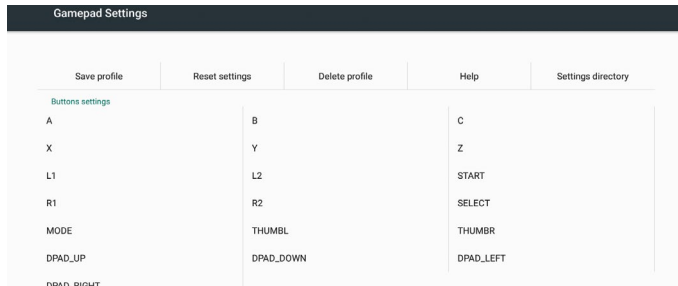 Gamepad Settings
Save profile Reset settings Delete profile Help Settings directory
Buttons settings
A B C
X Y Z
L1 L2 START
R1 R2 SELECT
MODE THUMBL THUMBR
DPAD_UP DPAD_DOWN DPAD_LEFT
DPAD_RIGHT